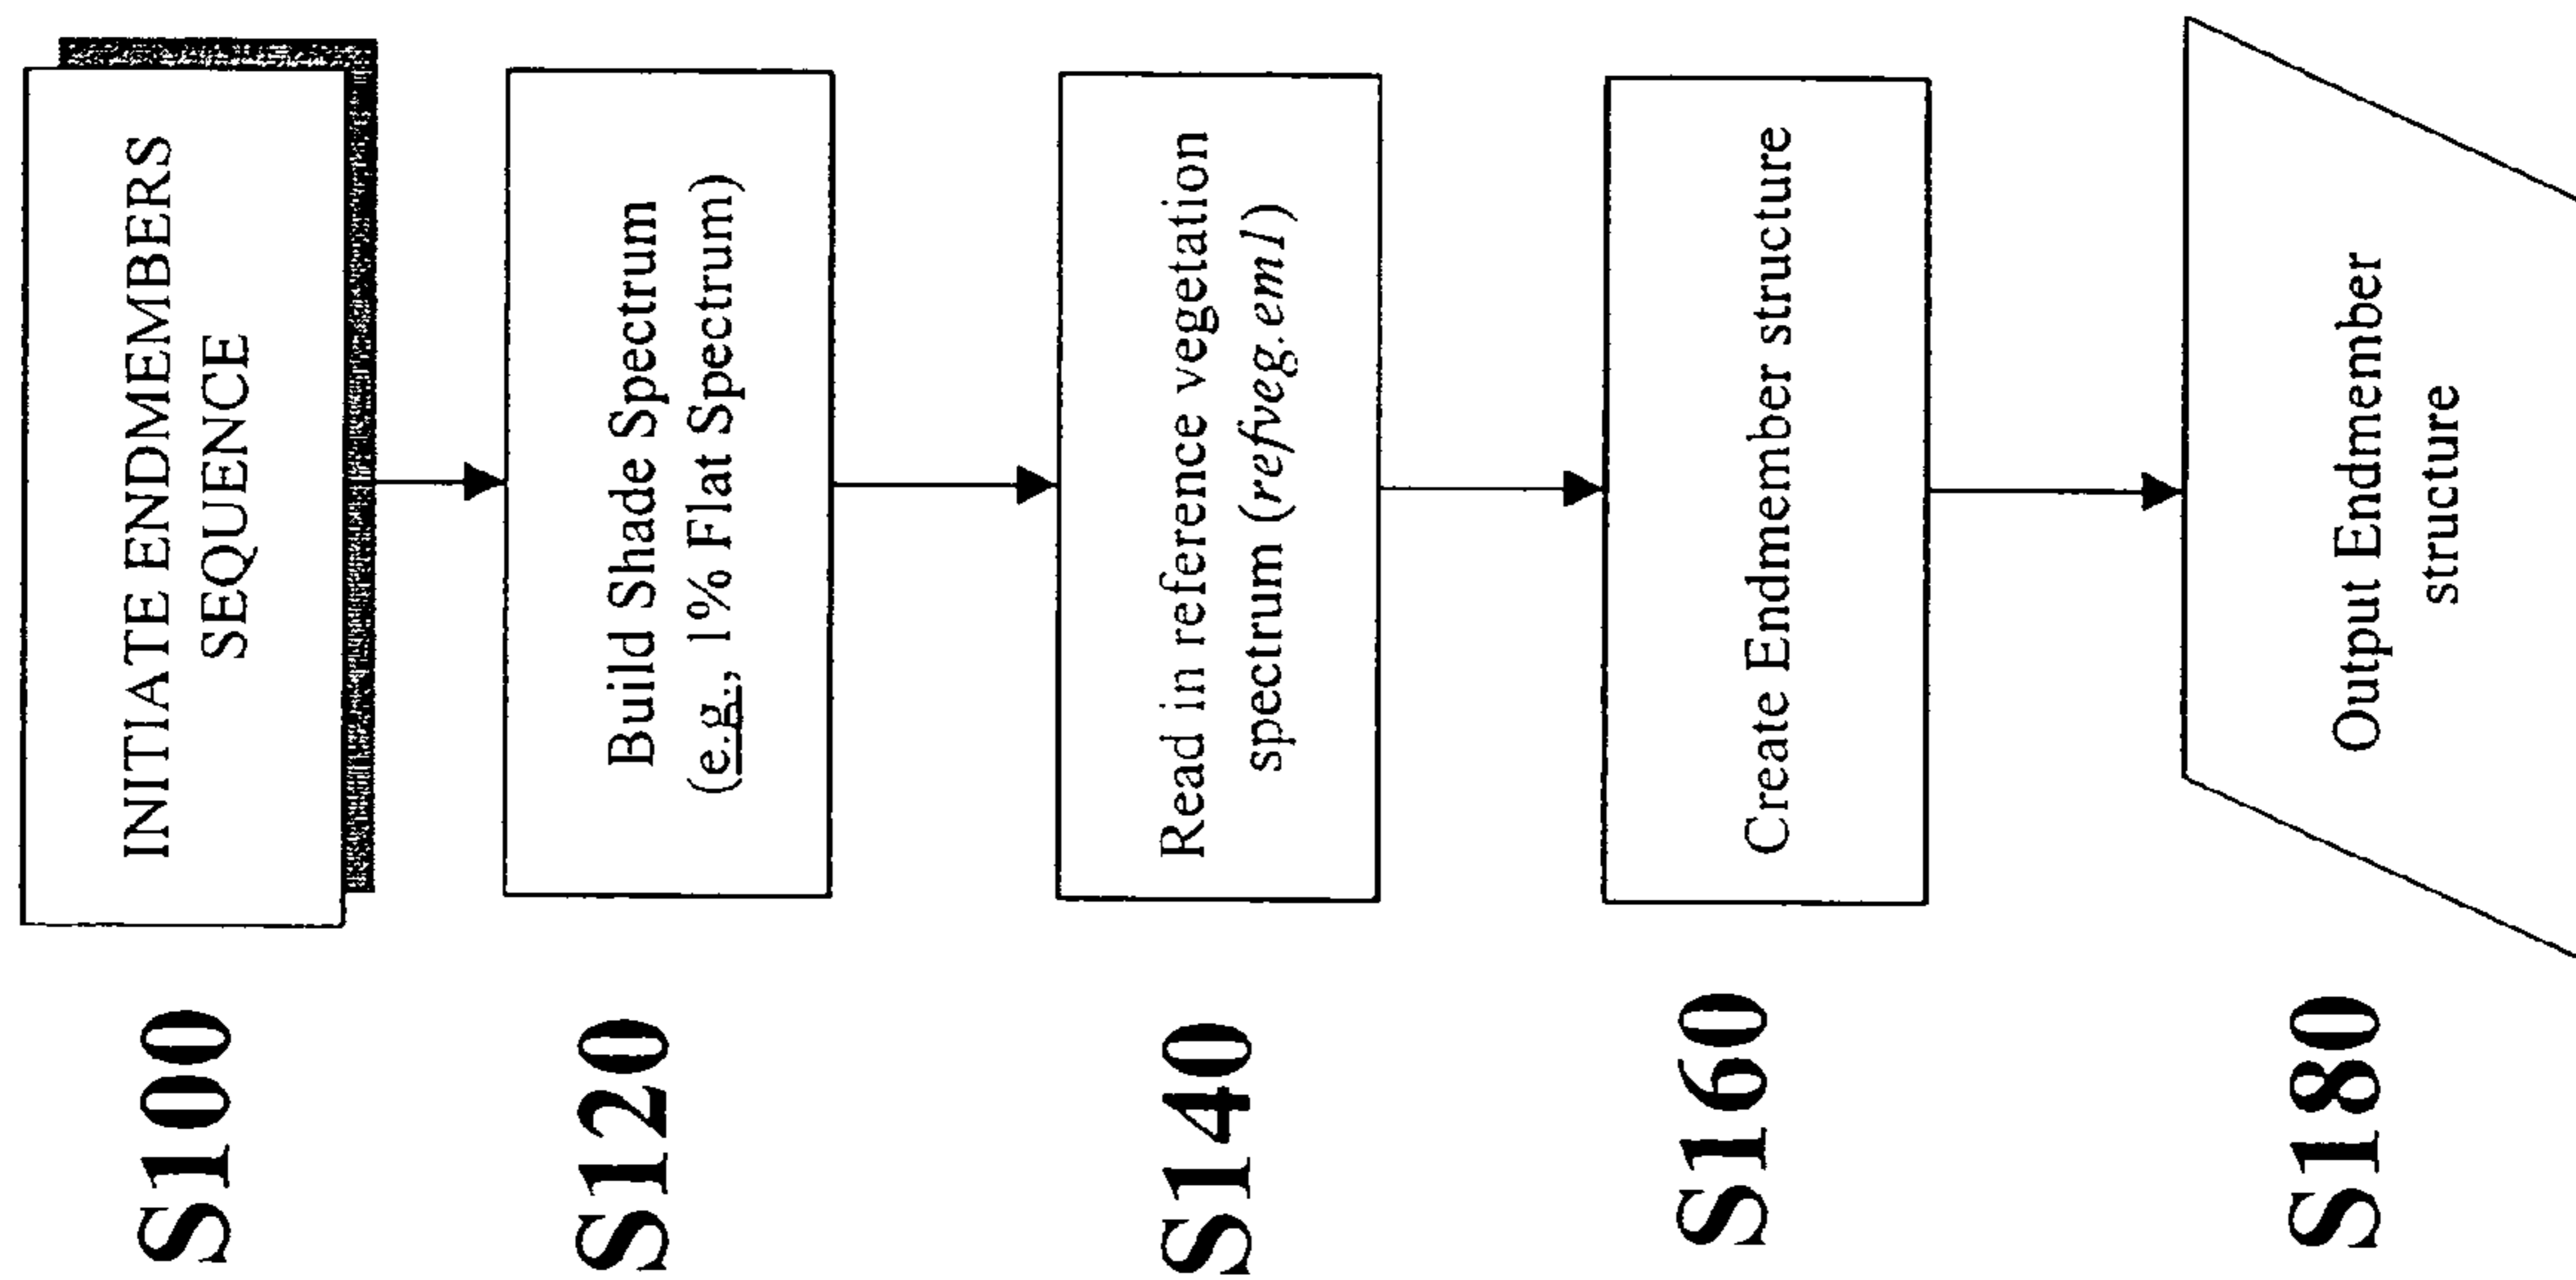 S100
INITIATE ENDMEMBERS
SEQUENCE
S120
Build Shade Spectrum
(e.g., 1% Flat Spectrum)
S140
Read in reference vegetation
spectrum (refveg.eml)
S160
Create Endmember structure
S180
Output Endmember
structure